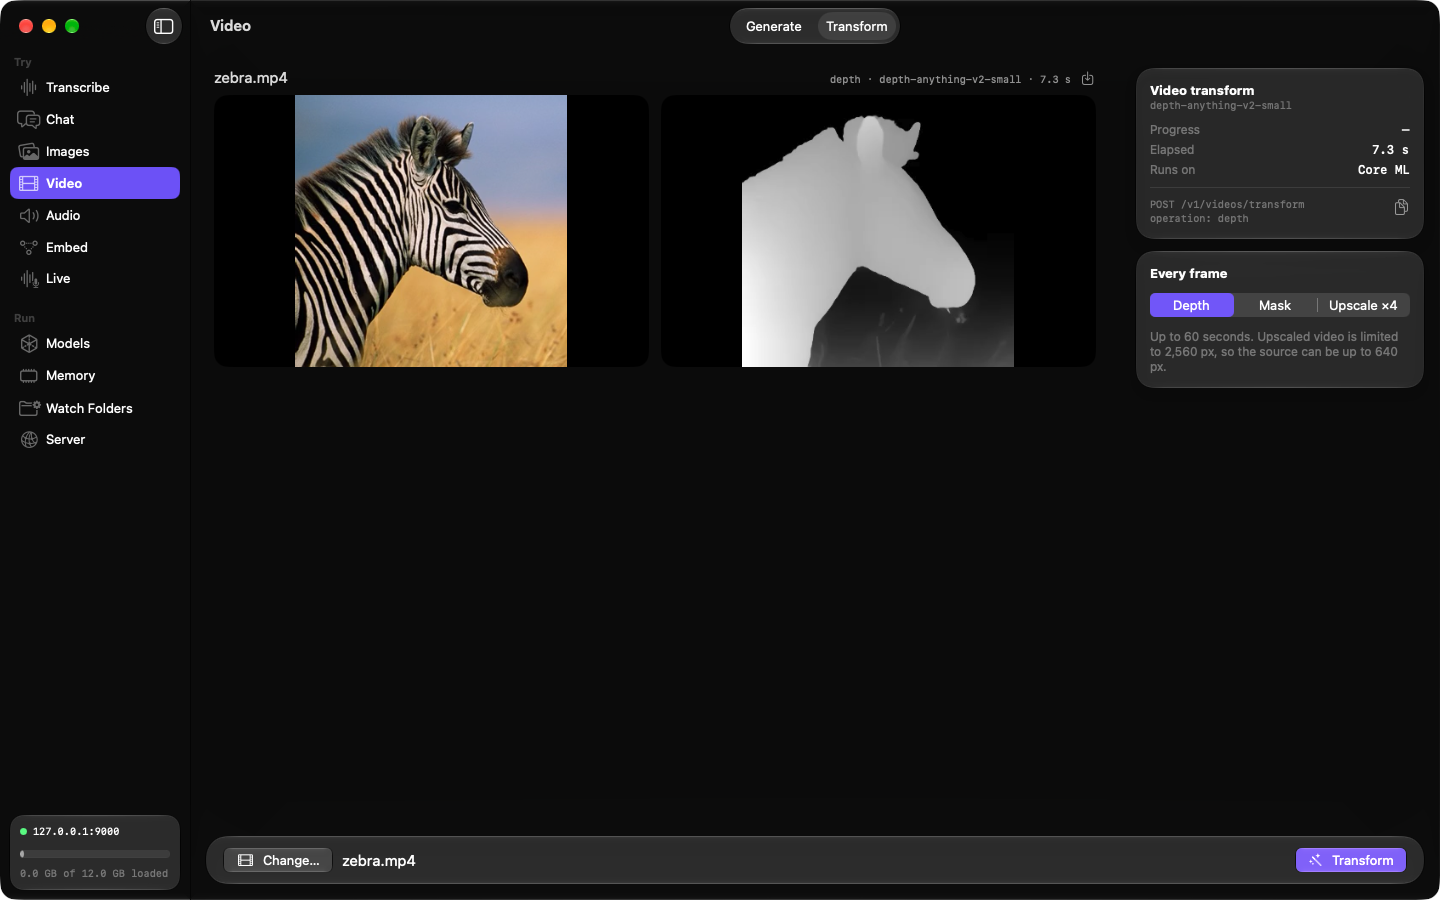 Video
Generate
Transform
Try
Transcribe
Chat
Images
Video
Audio
Embed
Live
Run
Models
Memory
Watch Folders
Server
127.0.0.1:9000
0.0 GB of 12.0 GB loaded
zebra.mp4
depth · depth-anything-v2-small · 7.3 s
Video transform
depth-anything-v2-small
Progress –
Elapsed 7.3 s
Runs on Core ML
POST /v1/videos/transform
operation: depth
Every frame
Depth Mask Upscale ×4
Up to 60 seconds. Upscaled video is limited
to 2,560 px, so the source can be up to 640
px.
Change... zebra.mp4
Transform